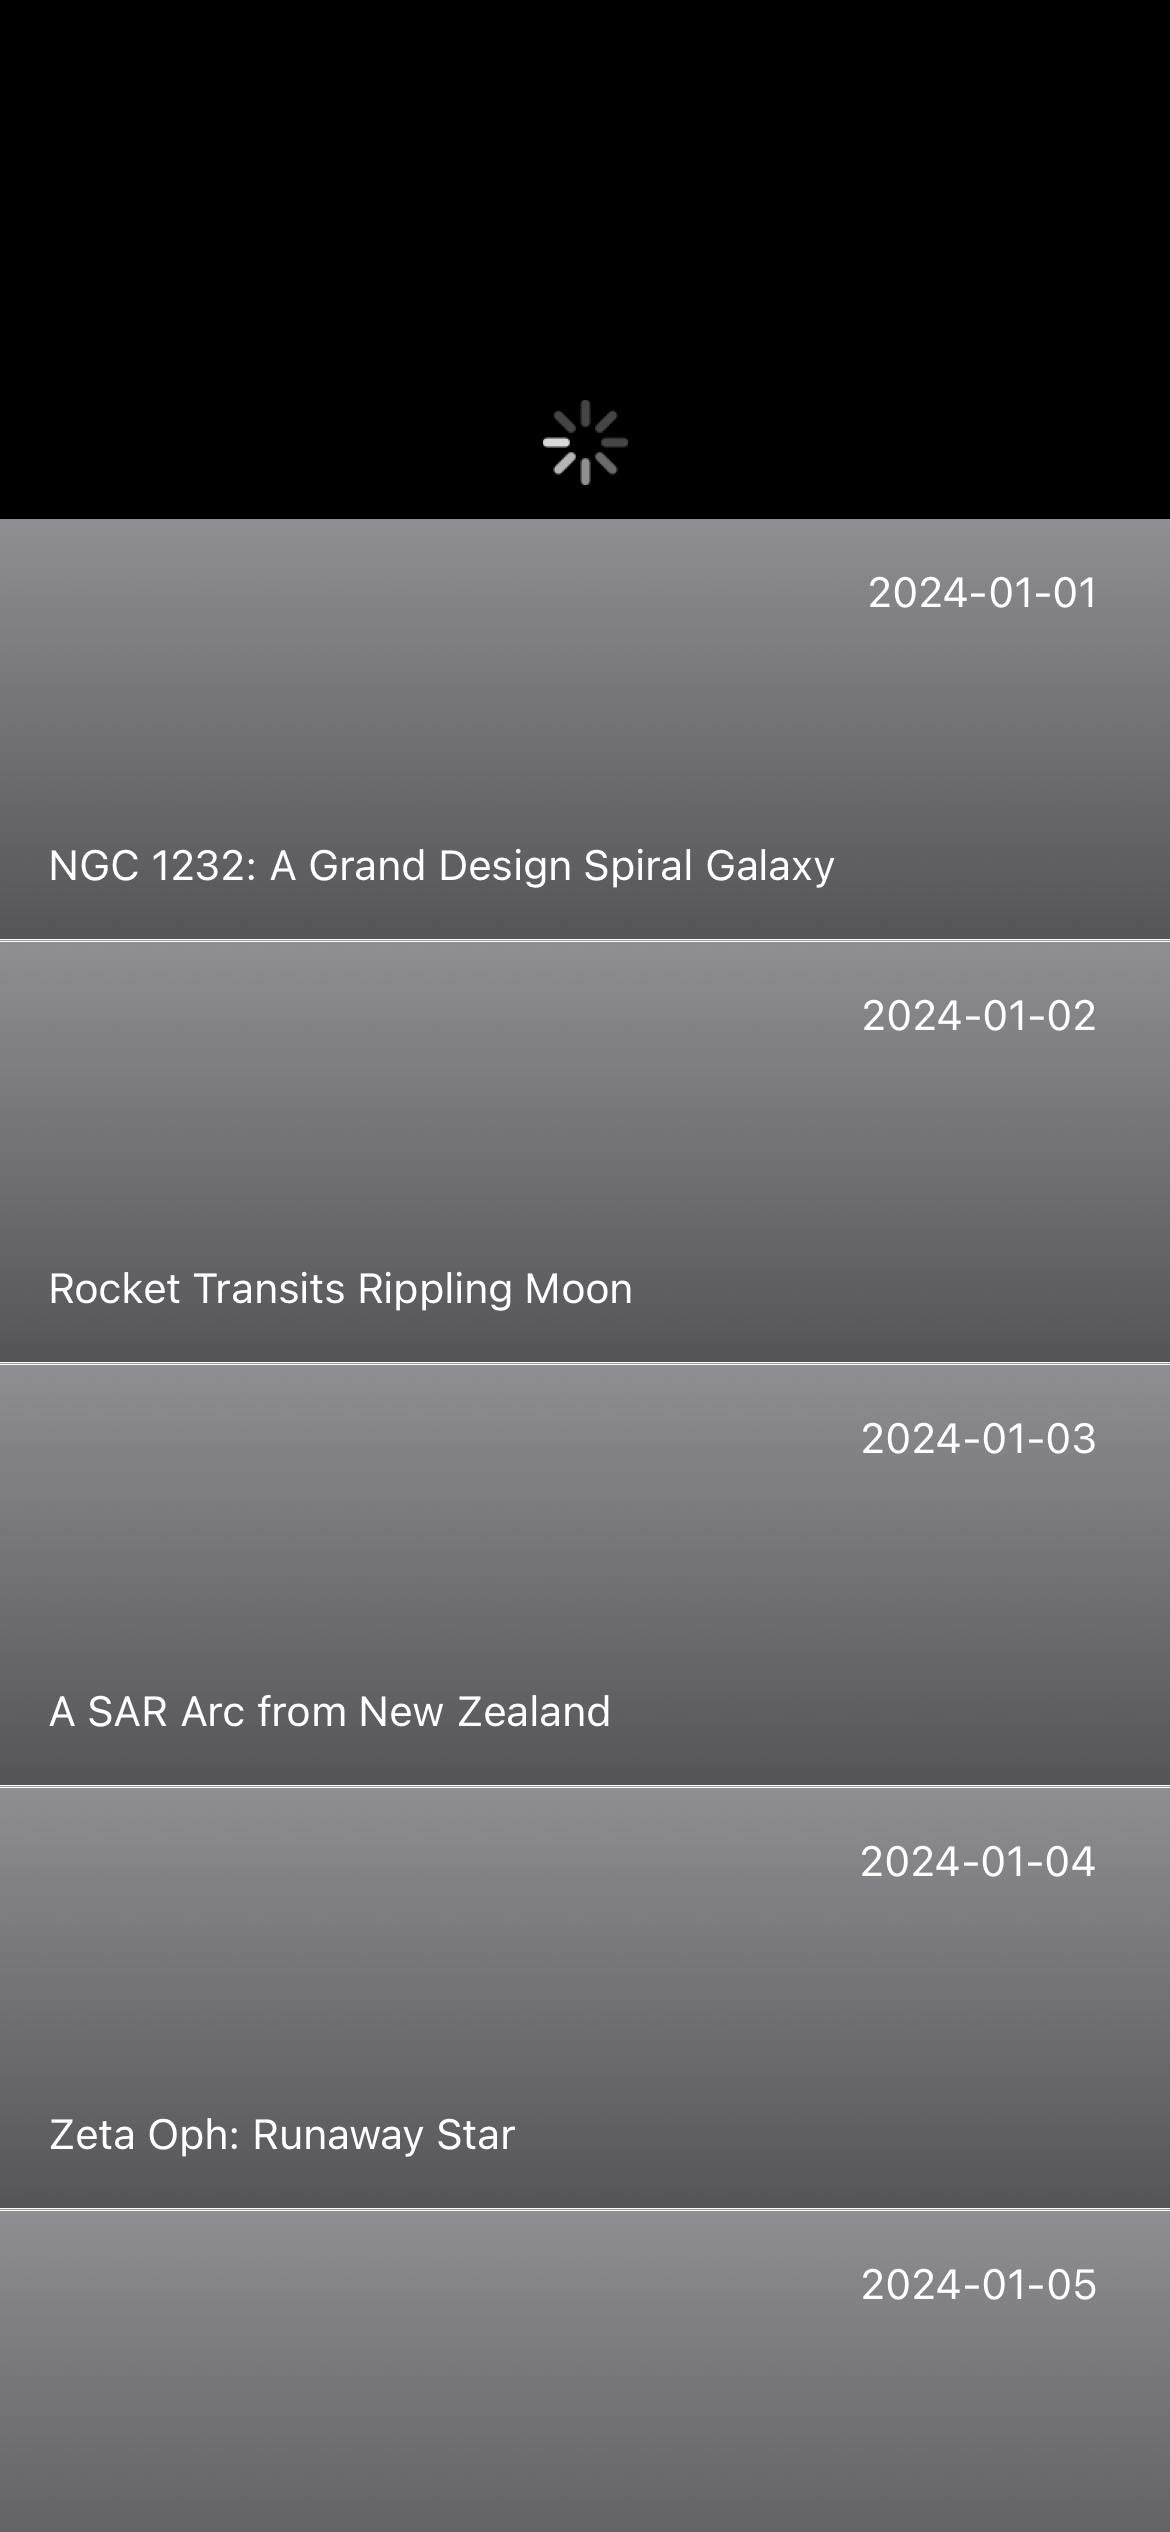 2024-01-01
NGC 1232: A Grand Design Spiral Galaxy
2024-01-02
Rocket Transits Rippling Moon
2024-01-03
A SAR Arc from New Zealand
2024-01-04
Zeta Oph: Runaway Star
2024-01-05